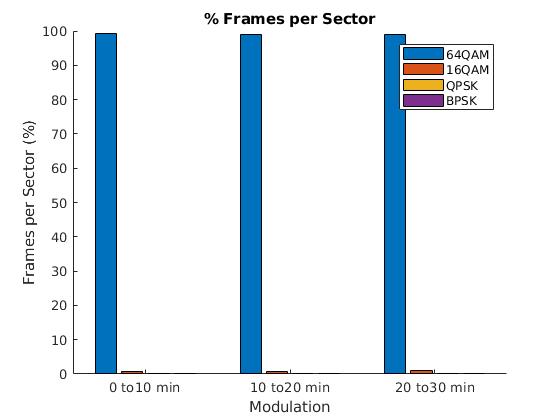 % Frames per Sector
Frames per Sector (%)
100
90
80
70
60
50
40
30
20
10
0
64QAM
16QAM
QPSK
BPSK
0 to10 min
10 to20 min
20 to30 min
Modulation